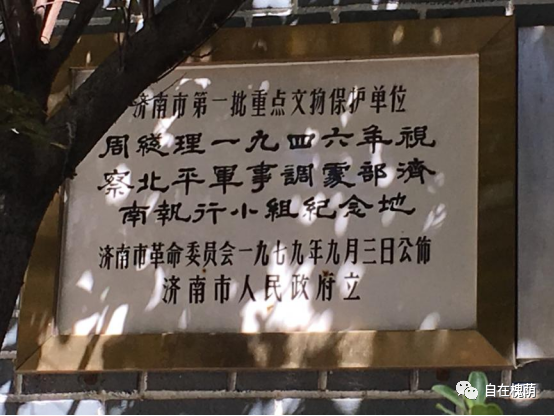 济南市第一批重点文物保护单位
周總理一九四六年視
察北平軍事調處部濟
南執行小組紀念地
济南市革命委员会一九七九年九月三日公佈
济南市人民政府立
自在槐荫